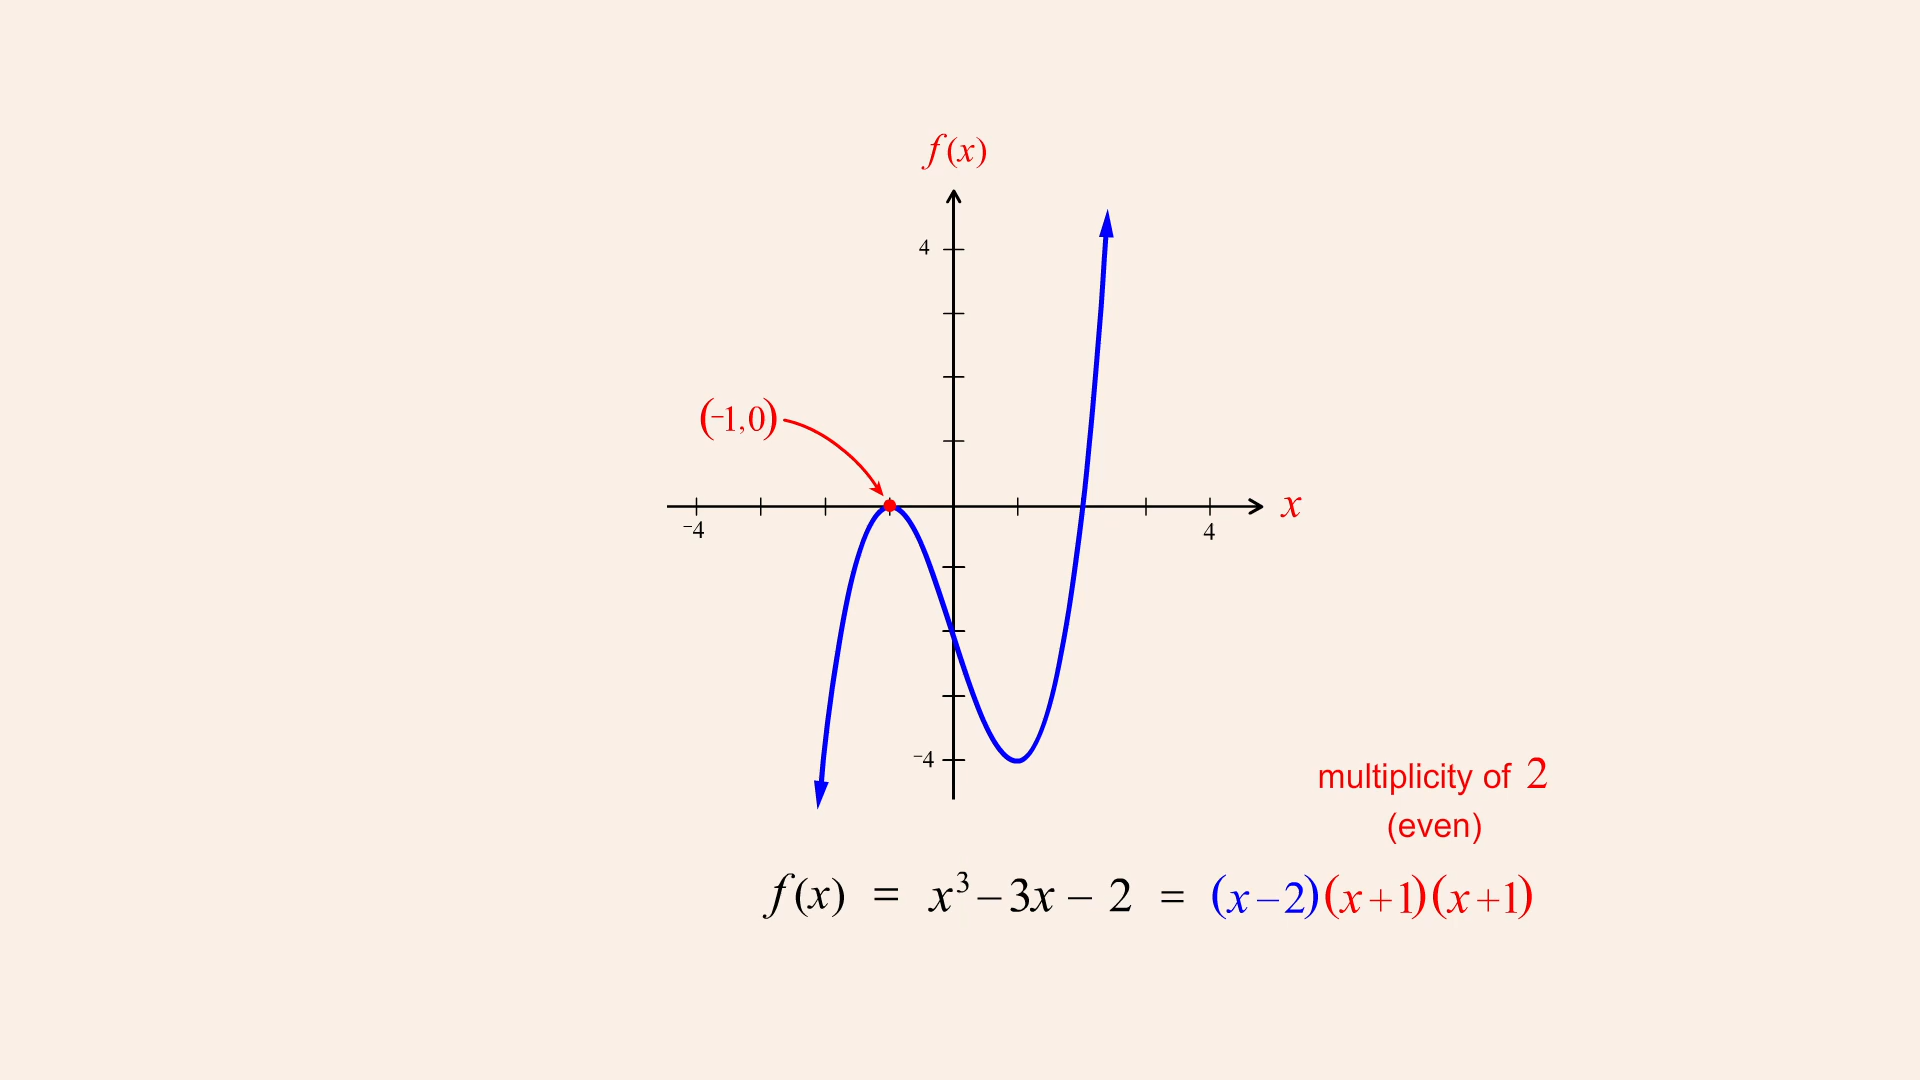 f(x)
4
(−1,0)
x
−4
4
−4
multiplicity of 2
(even)
f(x) = x³ − 3x − 2 = (x−2)(x+1)(x+1)